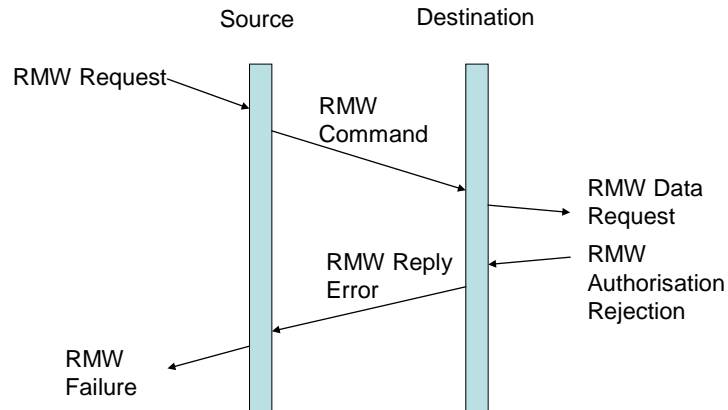 Source
Destination
RMW Request
RMW
Command
RMW Data
Request
RMW
Authorisation
Rejection
RMW Reply
Error
RMW
Failure